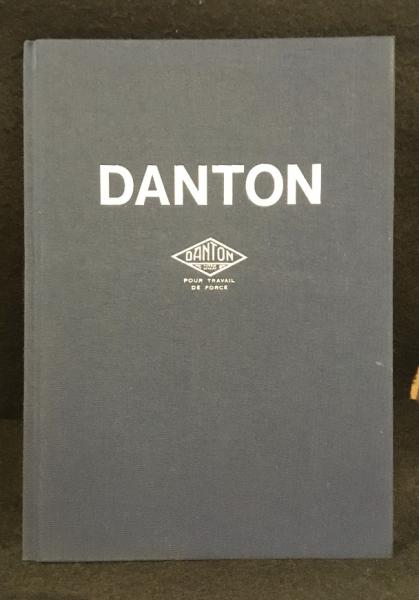 DANTON
DANTON
POUR TRAVAIL
DE FORCE